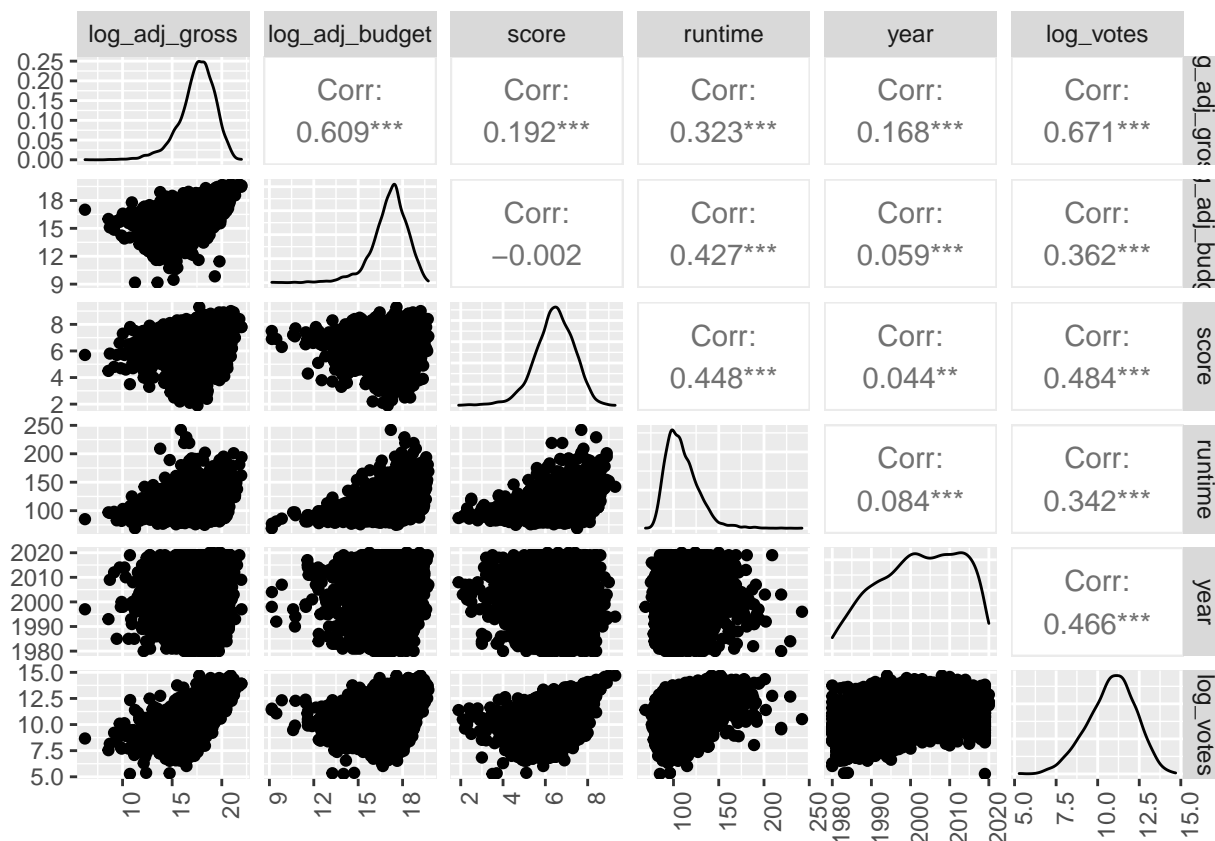 log_adj_gross log_adj_budget score runtime year log_votes
0.25
0.20
0.15
0.10
0.05
0.00
Corr:
0.609***
Corr:
0.192***
Corr:
0.323***
Corr:
0.168***
Corr:
0.671***
g_adj_gros
18
15
12
9
Corr:
−0.002
Corr:
0.427***
Corr:
0.059***
Corr:
0.362***
_adj_budg
8
6
4
2
Corr:
0.448***
Corr:
0.044**
Corr:
0.484***
score
250
200
150
100
Corr:
0.084***
Corr:
0.342***
runtime
2020
2010
2000
1990
1980
Corr:
0.466***
year
15.0
12.5
10.0
7.5
5.0
log_votes
10 15 20
9 12 15 18
2 4 6 8
100 150 200 250
1980 1990 2000 2010 2020
5.0 7.5 10.0 12.5 15.0